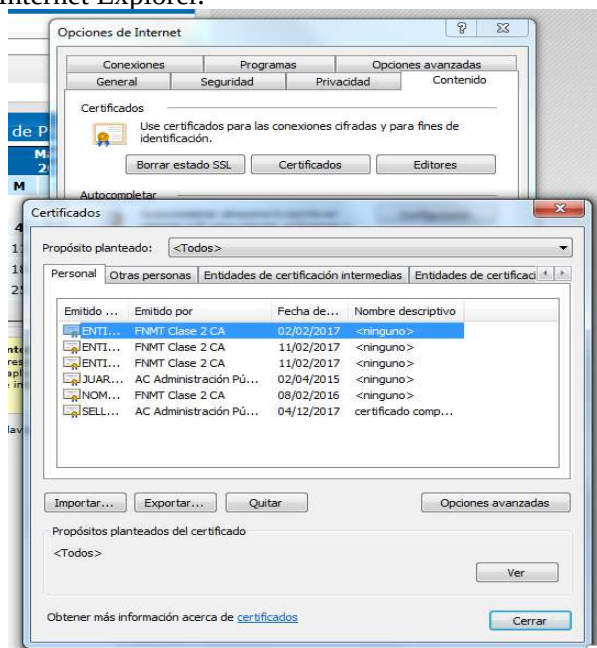 Internet Explorer.
Opciones de Internet
Conexiones Programas Opciones avanzadas
General Seguridad Privacidad Contenido
Certificados
Use certificados para las conexiones cifradas y para fines de
identificación.
Borrar estado SSL Certificados Editores
Autocompletar
de P
M
2
M
4
11
18
Certificados
Propósito planteado: <Todos>
Personal Otras personas Entidades de certificación intermedias Entidades de certificaci
Emitido ... Emitido por Fecha de... Nombre descriptivo
ENTI... FNMT Clase 2 CA 02/02/2017 <ninguno>
ENTI... FNMT Clase 2 CA 11/02/2017 <ninguno>
ENTI... FNMT Clase 2 CA 11/02/2017 <ninguno>
JUAR... AC Administración Pú... 02/04/2015 <ninguno>
NOM... FNMT Clase 2 CA 08/02/2016 <ninguno>
SELL... AC Administración Pú... 04/12/2017 certificado comp...
Importar... Exportar... Quitar Opciones avanzadas
Propósitos planteados del certificado
<Todos>
Ver
Obtener más información acerca de certificados
Cerrar